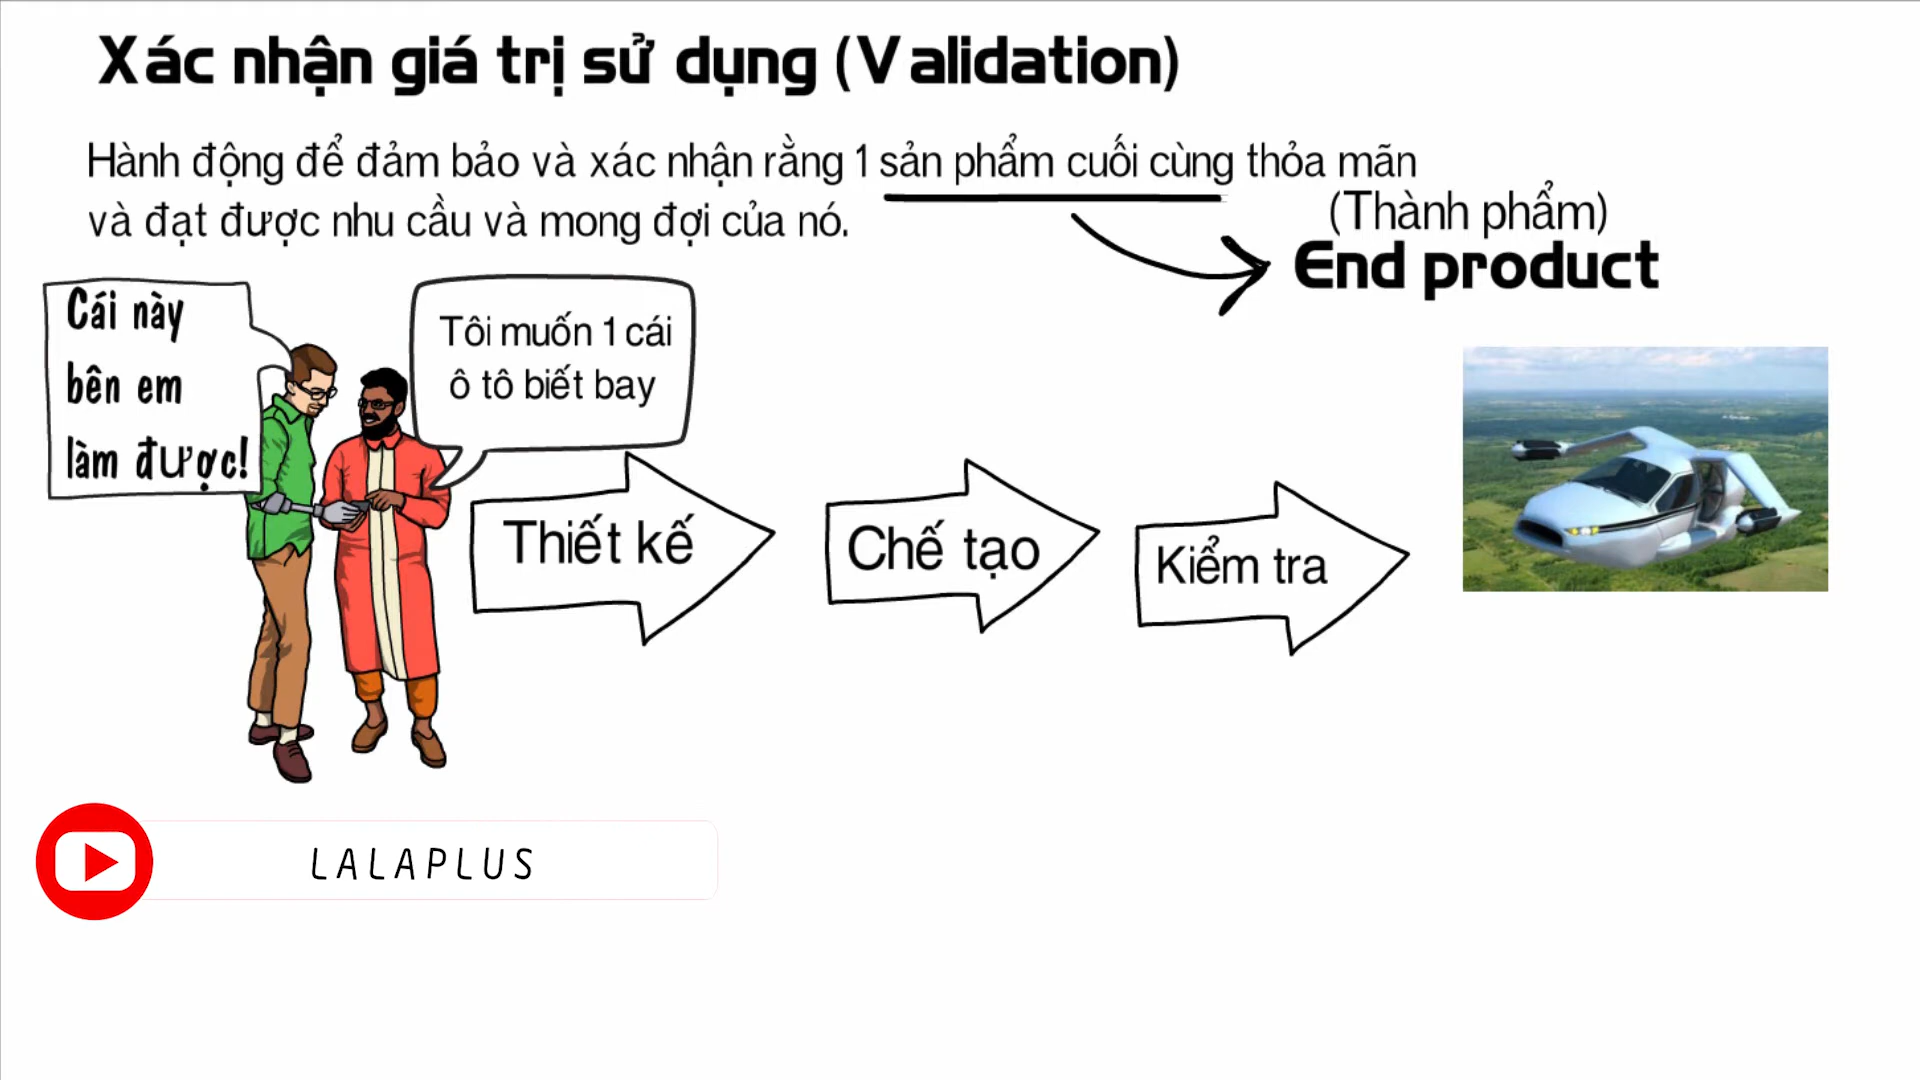 Xác nhận giá trị sử dụng (Validation)
Hành động để đảm bảo và xác nhận rằng 1 sản phẩm cuối cùng thỏa mãn
và đạt được nhu cầu và mong đợi của nó.
(Thành phẩm)
End product
Cái này
bên em
làm được!
Tôi muốn 1 cái
ô tô biết bay
Thiết kế
Chế tạo
Kiểm tra
LALAPLUS